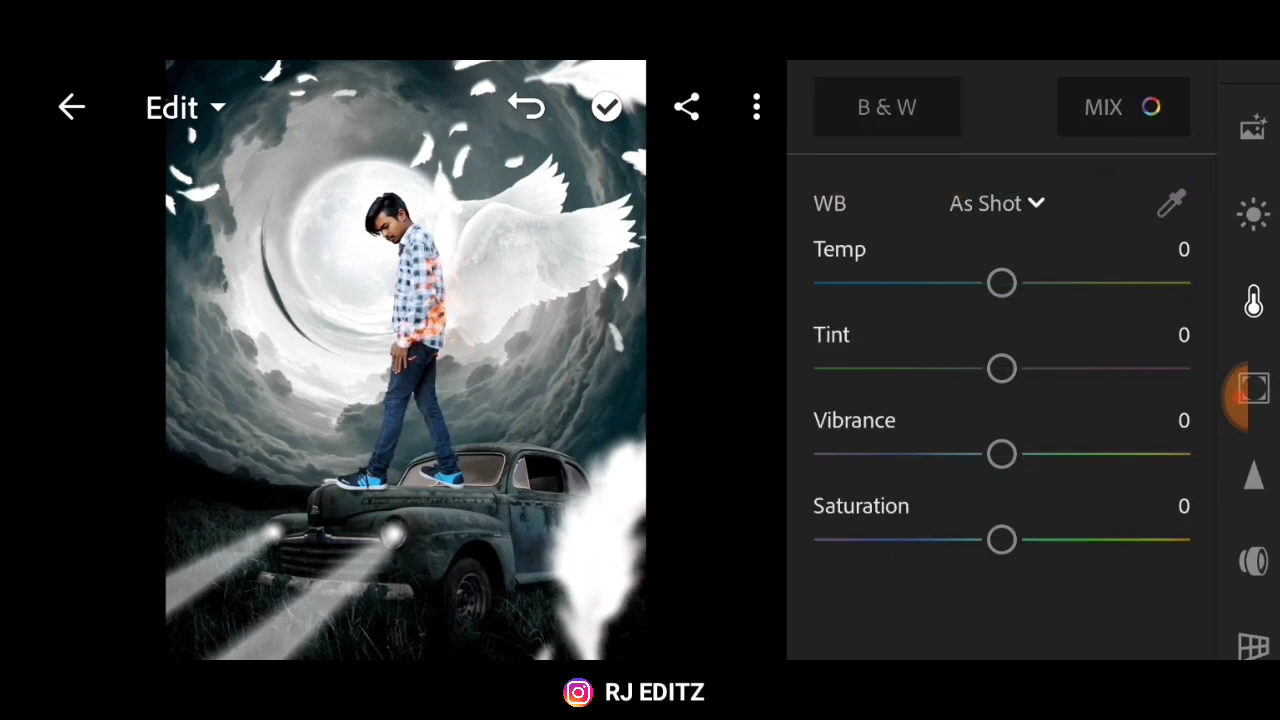 Edit
B & W
MIX
WB
As Shot
Temp
0
Tint
0
Vibrance
0
Saturation
0
RJ EDITZ